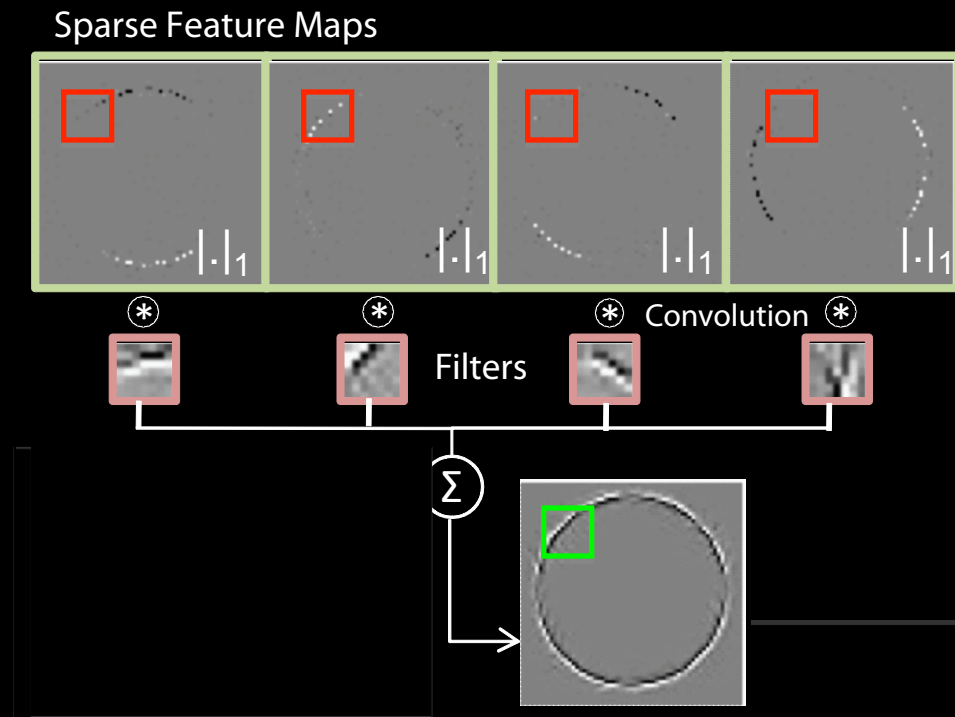 Sparse Feature Maps
|.|1 |.|1 |.|1 |.|1
* * * Convolution *
Filters
Σ